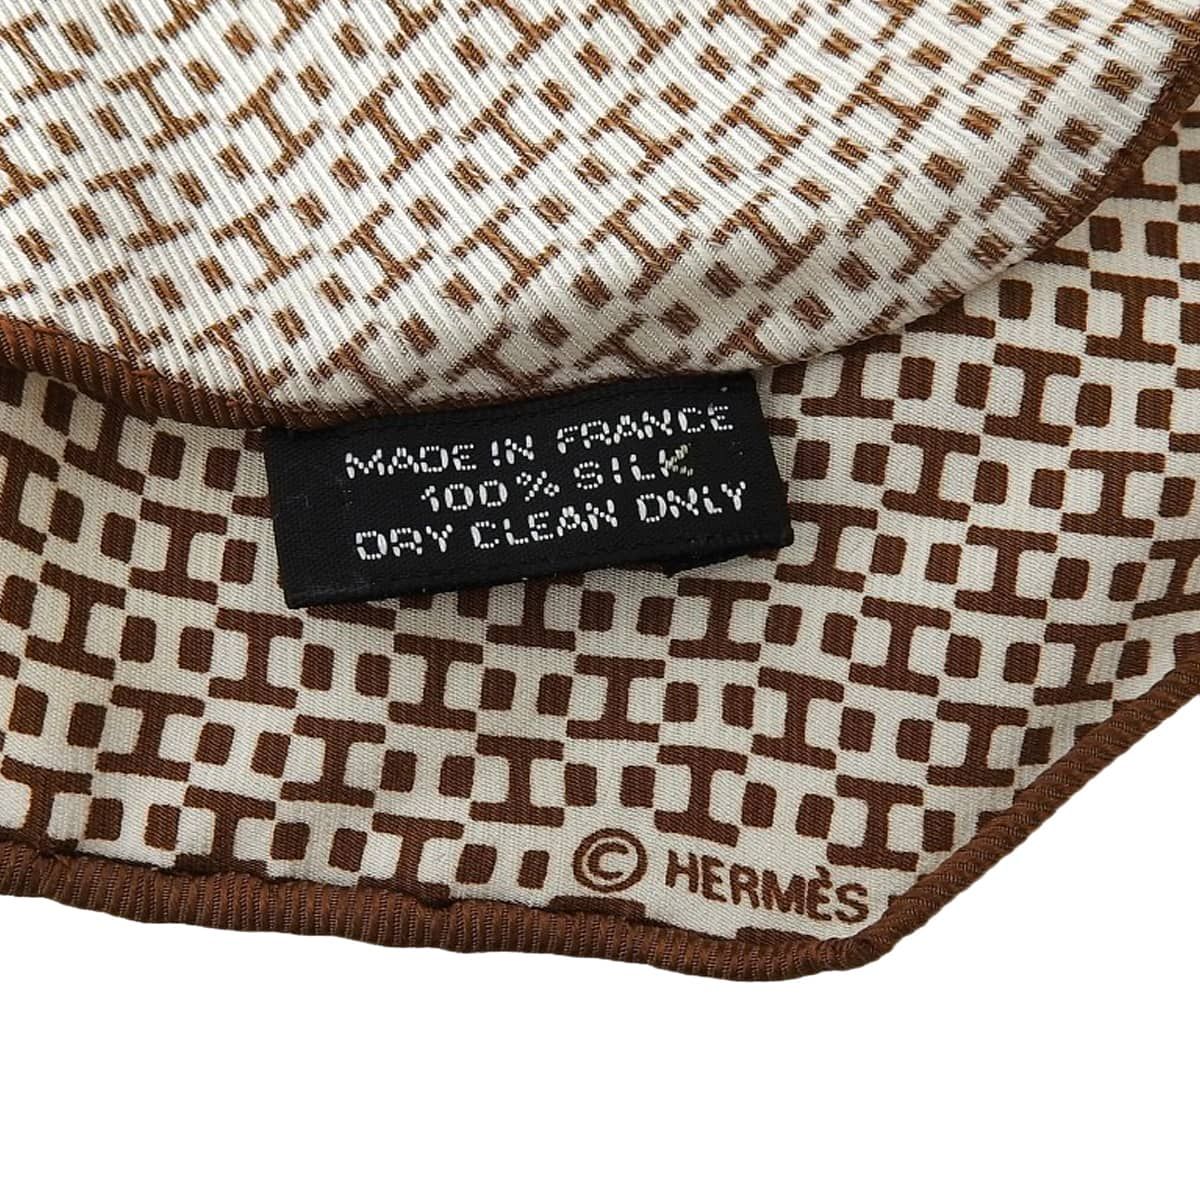 MADE IN FRANCE
100% SILK
DRY CLEAN ONLY
© HERMÈS